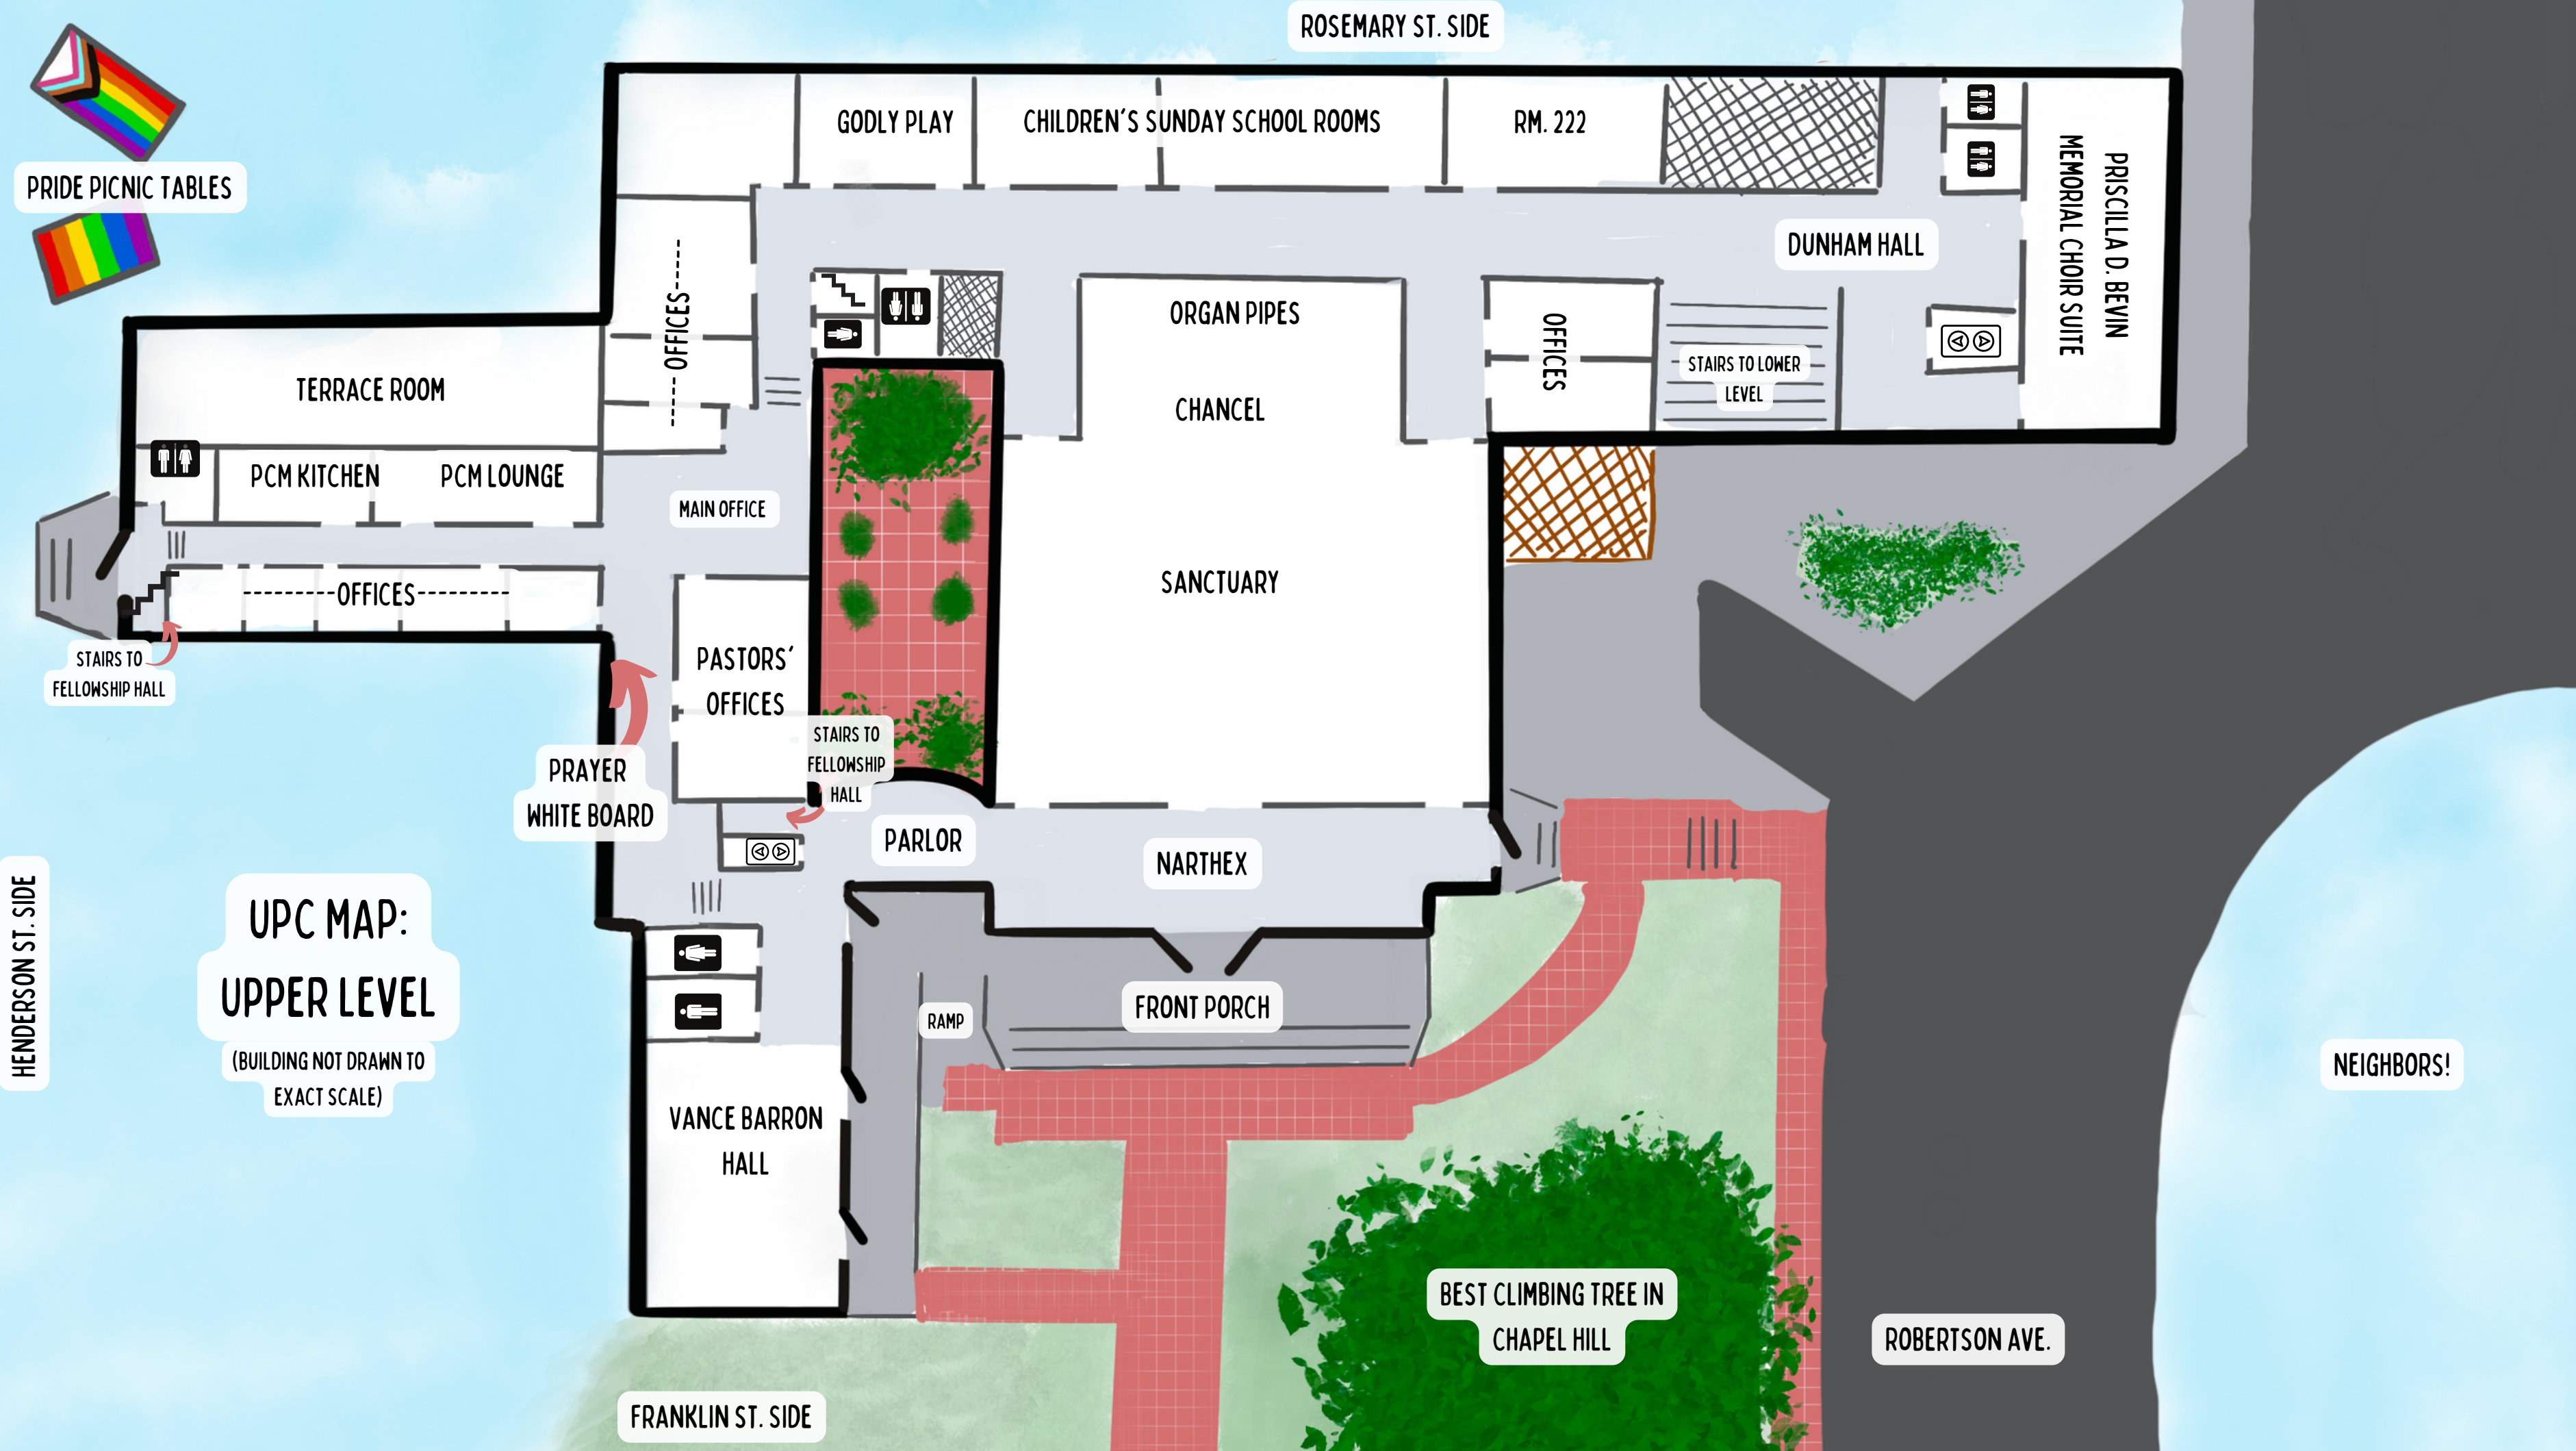 ROSEMARY ST. SIDE
PRIDE PICNIC TABLES
GODLY PLAY
CHILDREN'S SUNDAY SCHOOL ROOMS
RM. 222
PRISCILLA D. BEVIN
MEMORIAL CHOIR SUITE
DUNHAM HALL
------OFFICES------
ORGAN PIPES
CHANCEL
OFFICES
STAIRS TO LOWER
LEVEL
TERRACE ROOM
PCM KITCHEN
PCM LOUNGE
MAIN OFFICE
SANCTUARY
---------OFFICES---------
STAIRS TO
FELLOWSHIP HALL
PASTORS'
OFFICES
STAIRS TO
FELLOWSHIP
HALL
PRAYER
WHITE BOARD
PARLOR
NARTHEX
HENDERSON ST. SIDE
UPC MAP:
UPPER LEVEL
(BUILDING NOT DRAWN TO
EXACT SCALE)
RAMP
FRONT PORCH
NEIGHBORS!
VANCE BARRON
HALL
BEST CLIMBING TREE IN
CHAPEL HILL
ROBERTSON AVE.
FRANKLIN ST. SIDE